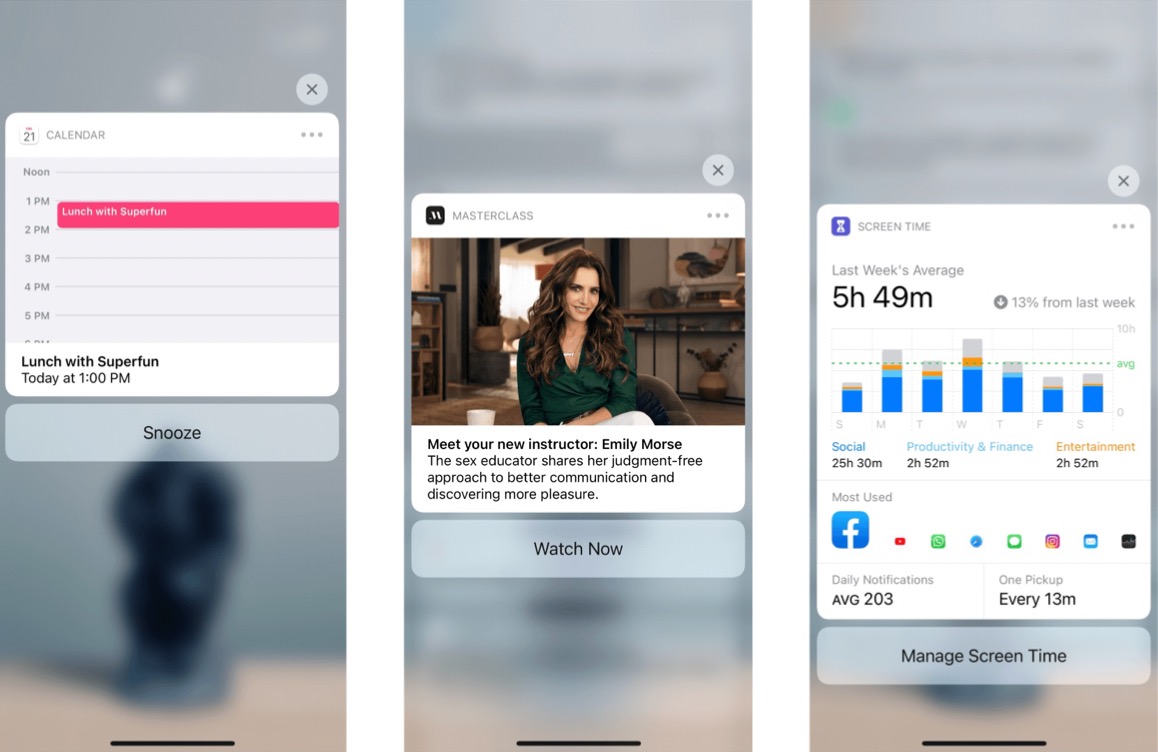 21
CALENDAR
Noon
1 PM
Lunch with Superfun
2 PM
3 PM
4 PM
5 PM
Lunch with Superfun
Today at 1:00 PM
Snooze
MASTERCLASS
Meet your new instructor: Emily Morse
The sex educator shares her judgment-free
approach to better communication and
discovering more pleasure.
Watch Now
SCREEN TIME
Last Week's Average
5h 49m
13% from last week
10h
avg
0
S M T W T F S
Social Productivity & Finance Entertainment
25h 30m 2h 52m 2h 52m
Most Used
Daily Notifications One Pickup
AVG 203 Every 13m
Manage Screen Time